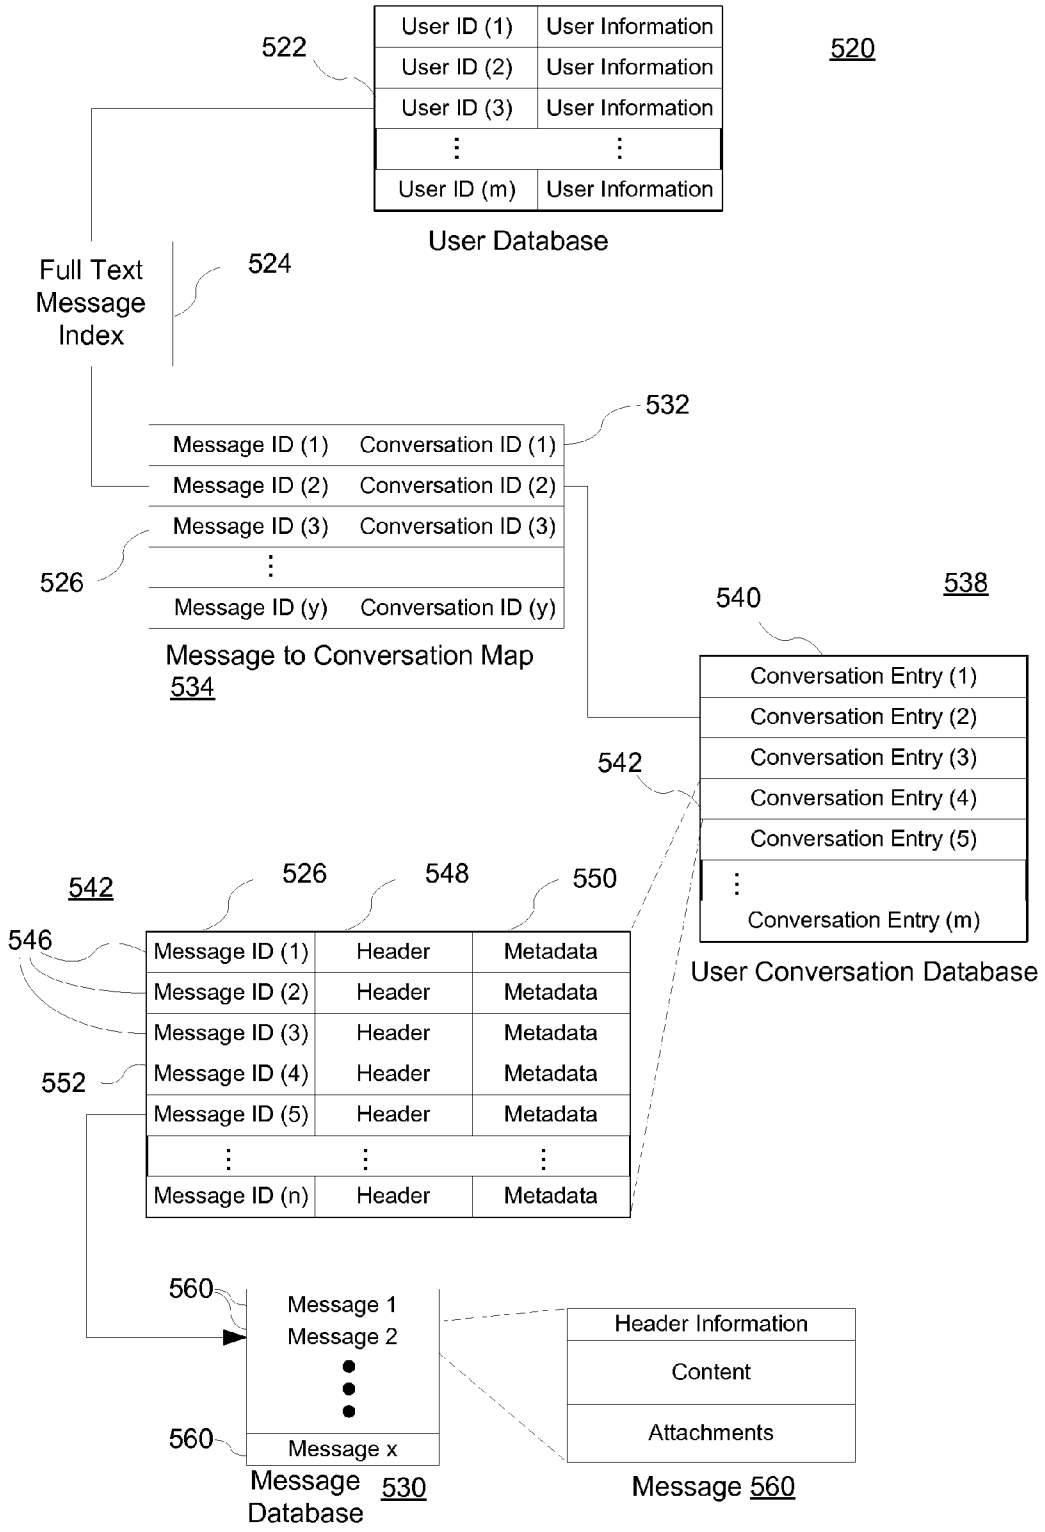 User ID (1) User Information
522
520
User ID (2) User Information
User ID (3) User Information
User ID (m) User Information
User Database
524
Full Text
Message
Index
532
Message ID (1) Conversation ID (1)
Message ID (2) Conversation ID (2)
Message ID (3) Conversation ID (3)
526
Message ID (y) Conversation ID (y)
Message to Conversation Map
534
538
540
Conversation Entry (1)
Conversation Entry (2)
Conversation Entry (3)
542
Conversation Entry (4)
Conversation Entry (5)
Conversation Entry (m)
User Conversation Database
542
526
548
550
546
Message ID (1) Header Metadata
Message ID (2) Header Metadata
Message ID (3) Header Metadata
552
Message ID (4) Header Metadata
Message ID (5) Header Metadata
Message ID (n) Header Metadata
560
Message 1
Message 2
560
Message x
Message
Database 530
Header Information
Content
Attachments
Message 560